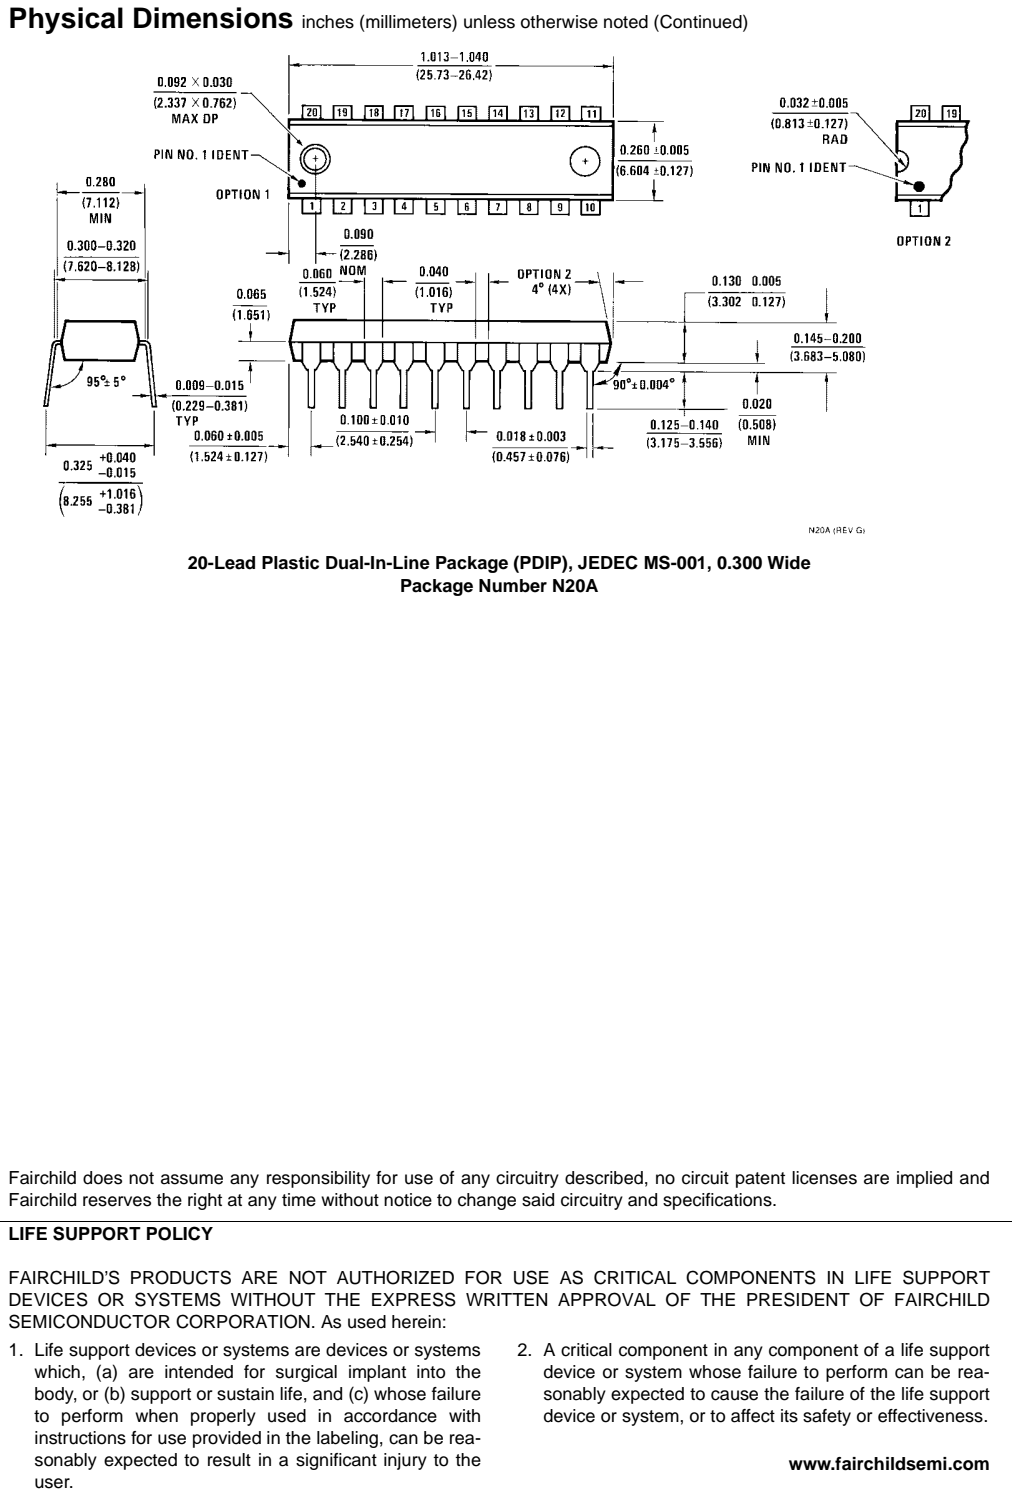 Physical Dimensions inches (millimeters) unless otherwise noted (Continued)
1.013–1.040
(25.73–26.42)
0.092 × 0.030
(2.337 × 0.762)
MAX DP
20 19 18 17 16 15 14 13 12 11
0.032 ±0.005
(0.813 ±0.127)
RAD
20 19
PIN NO. 1 IDENT
0.260 ±0.005
(6.604 ±0.127)
PIN NO. 1 IDENT
OPTION 1
1 2 3 4 5 6 7 8 9 10
1
OPTION 2
0.280
(7.112)
MIN
0.300–0.320
(7.620–8.128)
0.090
(2.286)
NOM
0.060
(1.524)
TYP
0.040
(1.016)
TYP
OPTION 2
4° (4X)
0.130 0.005
(3.302 0.127)
0.065
(1.651)
0.145–0.200
(3.683–5.080)
95°± 5°
0.009–0.015
(0.229–0.381)
TYP
90°±0.004°
0.020
(0.508)
MIN
0.125–0.140
(3.175–3.556)
0.100 ±0.010
(2.540 ±0.254)
0.060 ±0.005
(1.524 ±0.127)
0.018 ±0.003
(0.457 ±0.076)
0.325 +0.040
–0.015
(8.255 +1.016
–0.381)
N20A (REV G)
20-Lead Plastic Dual-In-Line Package (PDIP), JEDEC MS-001, 0.300 Wide
Package Number N20A
Fairchild does not assume any responsibility for use of any circuitry described, no circuit patent licenses are implied and
Fairchild reserves the right at any time without notice to change said circuitry and specifications.
LIFE SUPPORT POLICY
FAIRCHILD'S PRODUCTS ARE NOT AUTHORIZED FOR USE AS CRITICAL COMPONENTS IN LIFE SUPPORT
DEVICES OR SYSTEMS WITHOUT THE EXPRESS WRITTEN APPROVAL OF THE PRESIDENT OF FAIRCHILD
SEMICONDUCTOR CORPORATION. As used herein:
1. Life support devices or systems are devices or systems
which, (a) are intended for surgical implant into the
body, or (b) support or sustain life, and (c) whose failure
to perform when properly used in accordance with
instructions for use provided in the labeling, can be rea-
sonably expected to result in a significant injury to the
user.
2. A critical component in any component of a life support
device or system whose failure to perform can be rea-
sonably expected to cause the failure of the life support
device or system, or to affect its safety or effectiveness.
www.fairchildsemi.com